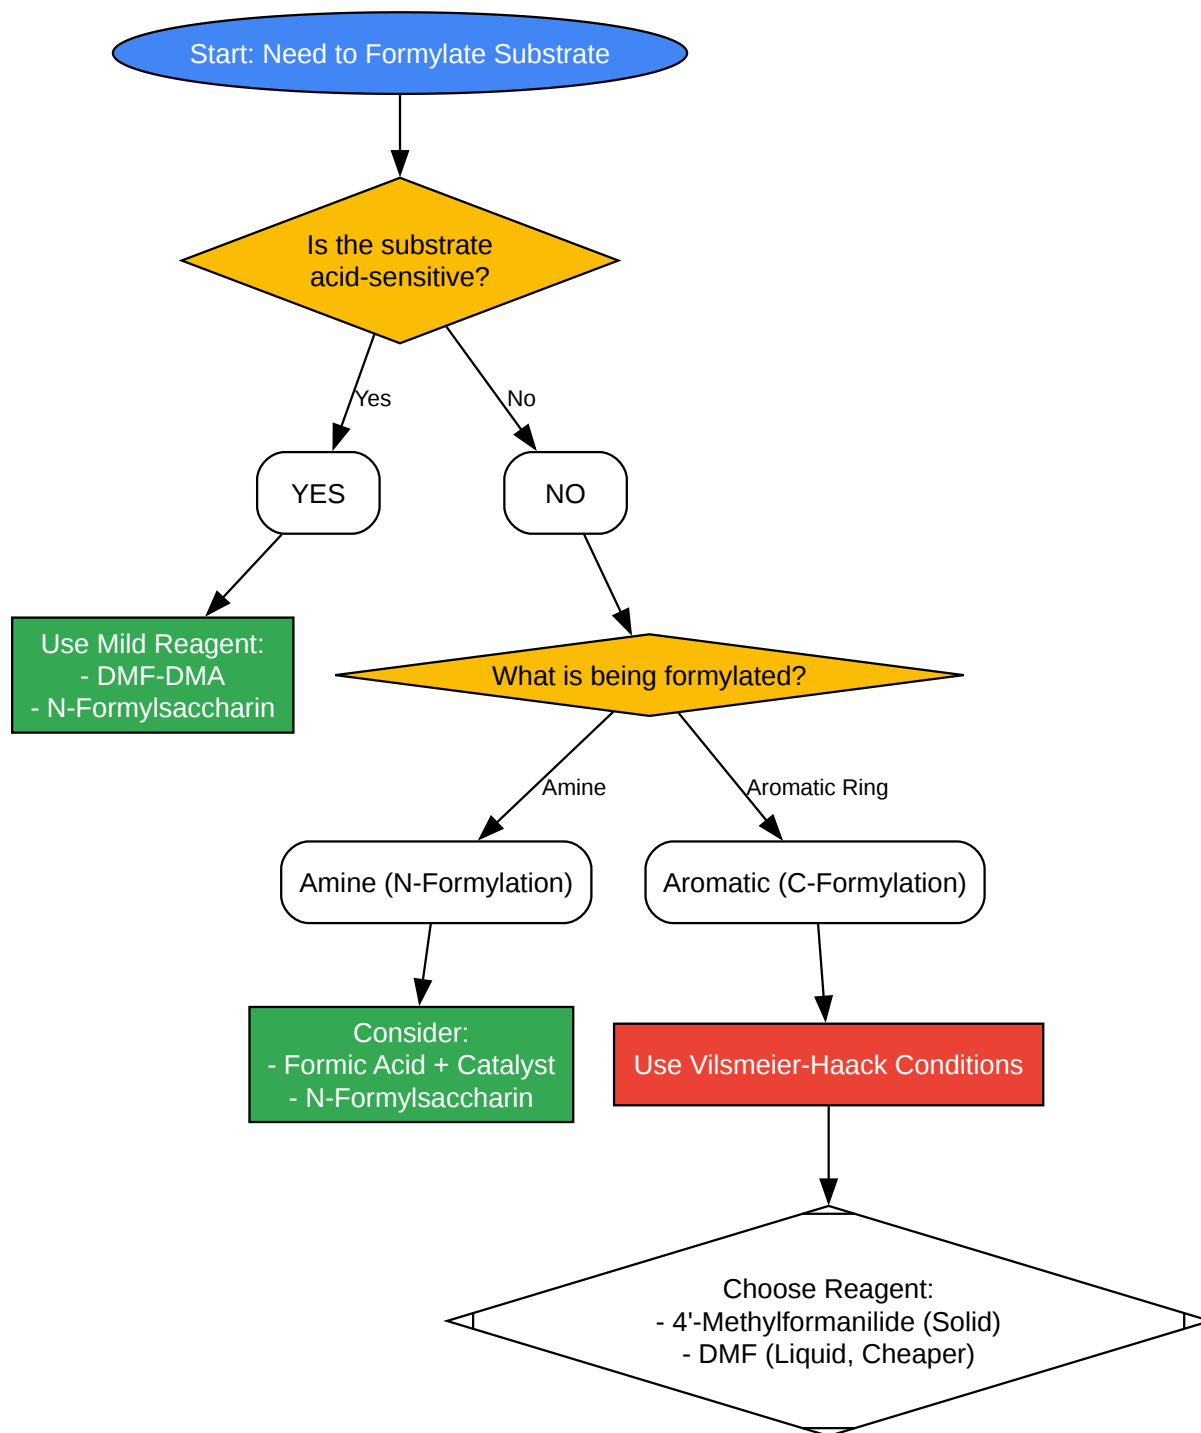 Start: Need to Formylate Substrate
Is the substrate
acid-sensitive?
Yes
No
YES
NO
Use Mild Reagent:
- DMF-DMA
- N-Formylsaccharin
What is being formylated?
Amine
Aromatic Ring
Amine (N-Formylation)
Aromatic (C-Formylation)
Consider:
- Formic Acid + Catalyst
- N-Formylsaccharin
Use Vilsmeier-Haack Conditions
Choose Reagent:
- 4'-Methylformanilide (Solid)
- DMF (Liquid, Cheaper)